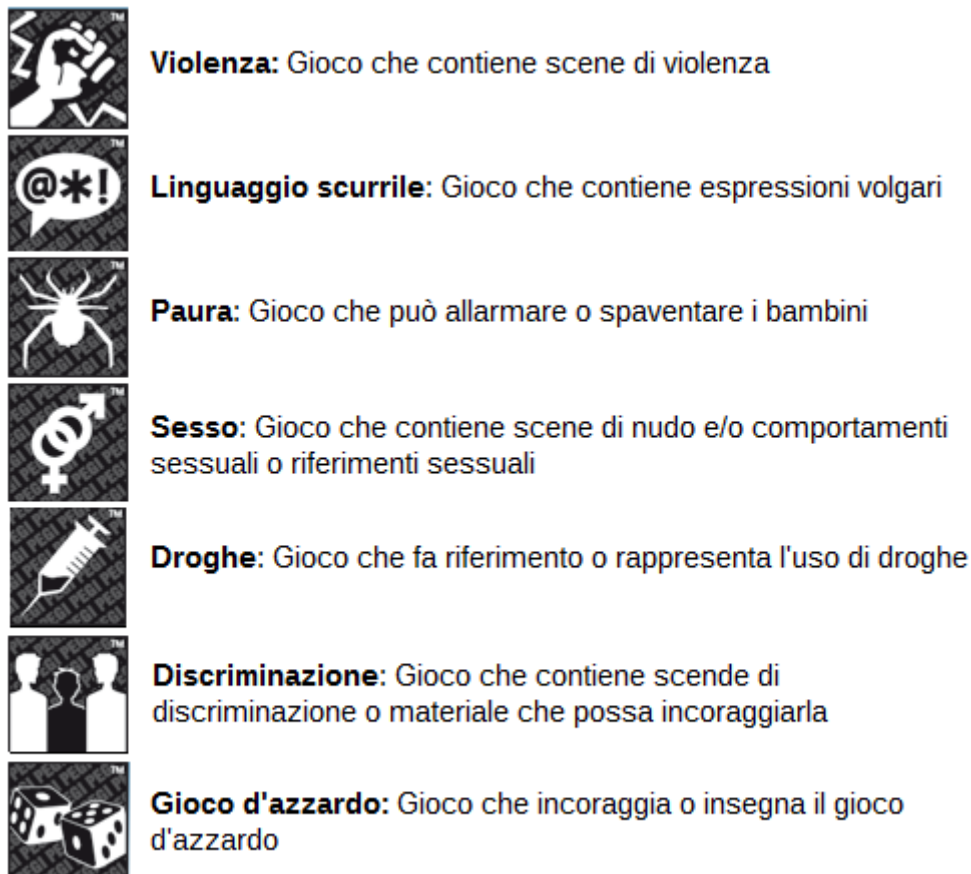 Violenza: Gioco che contiene scene di violenza
@*!
Linguaggio scurrile: Gioco che contiene espressioni volgari
Paura: Gioco che può allarmare o spaventare i bambini
Sesso: Gioco che contiene scene di nudo e/o comportamenti
sessuali o riferimenti sessuali
Droghe: Gioco che fa riferimento o rappresenta l'uso di droghe
Discriminazione: Gioco che contiene scende di
discriminazione o materiale che possa incoraggiarla
Gioco d'azzardo: Gioco che incoraggia o insegna il gioco
d'azzardo